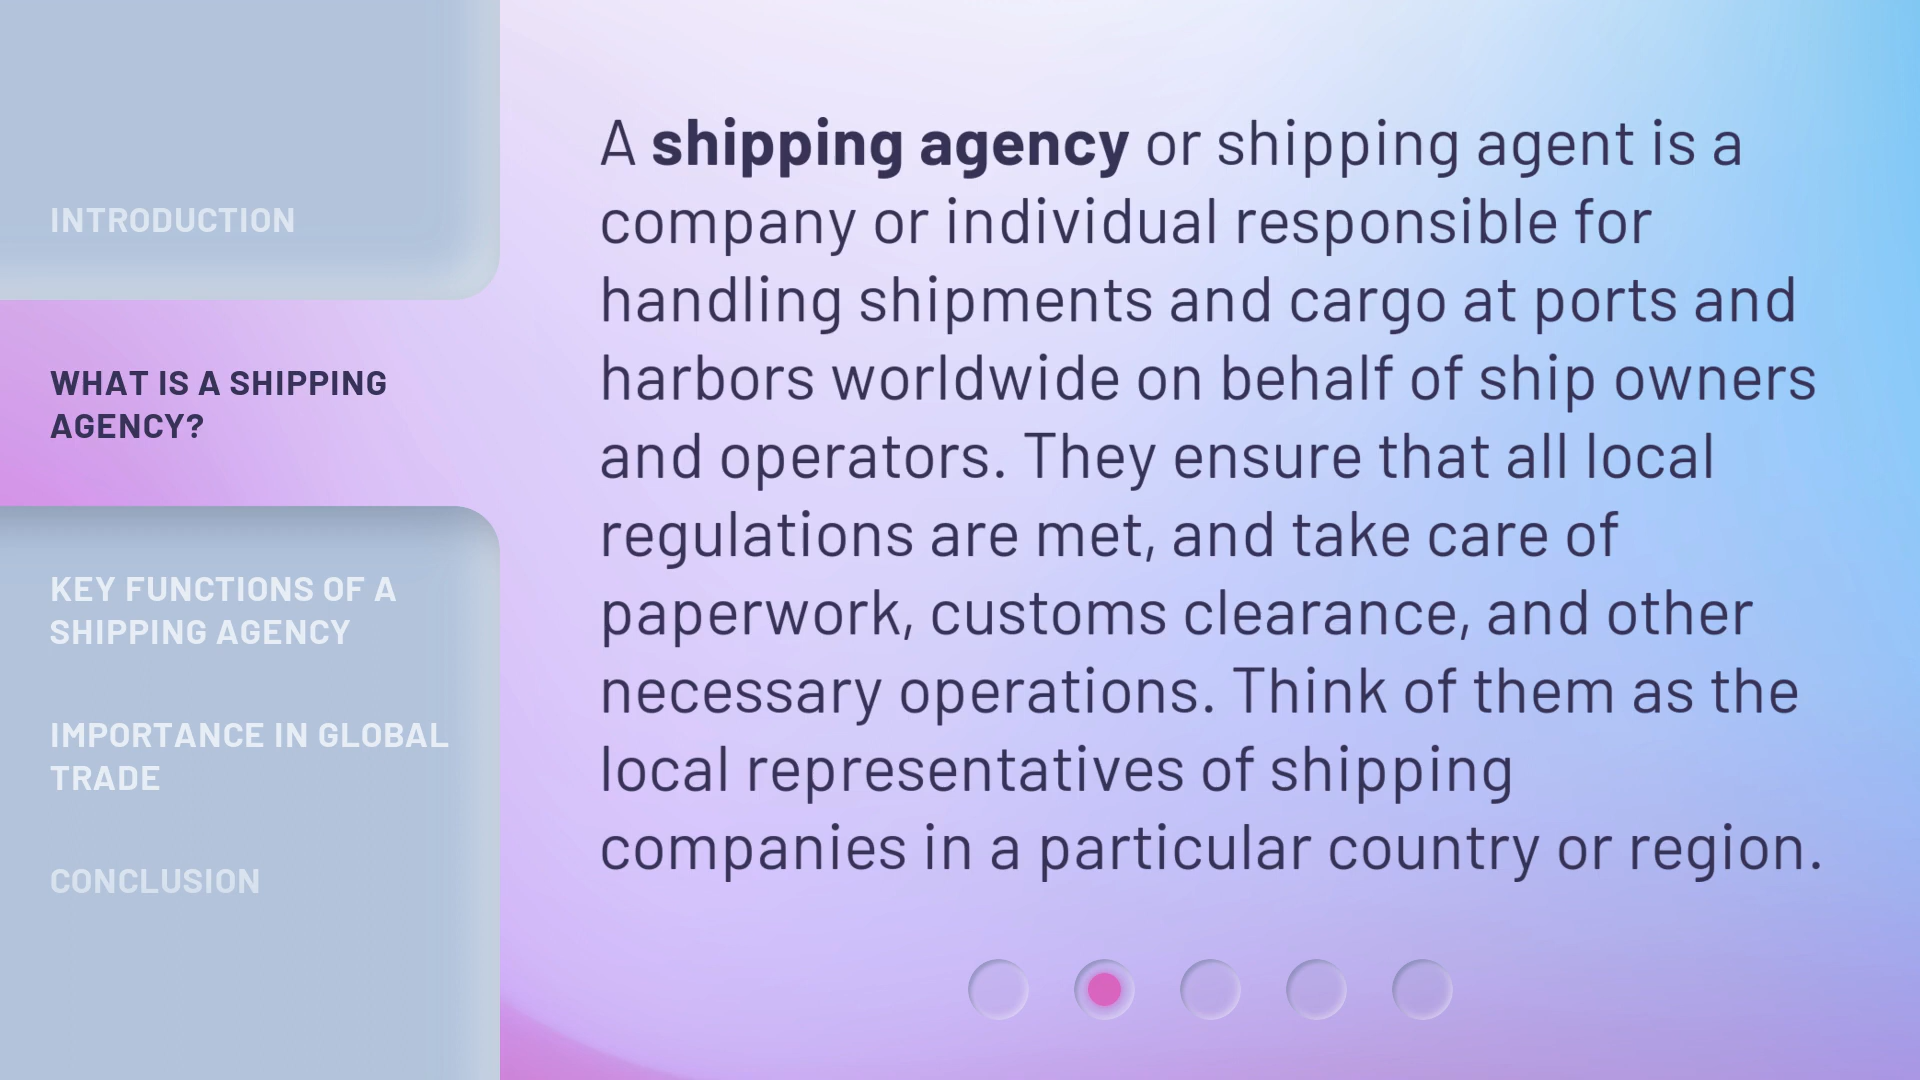 INTRODUCTION
WHAT IS A SHIPPING
AGENCY?
KEY FUNCTIONS OF A
SHIPPING AGENCY
IMPORTANCE IN GLOBAL
TRADE
CONCLUSION
A shipping agency or shipping agent is a
company or individual responsible for
handling shipments and cargo at ports and
harbors worldwide on behalf of ship owners
and operators. They ensure that all local
regulations are met, and take care of
paperwork, customs clearance, and other
necessary operations. Think of them as the
local representatives of shipping
companies in a particular country or region.